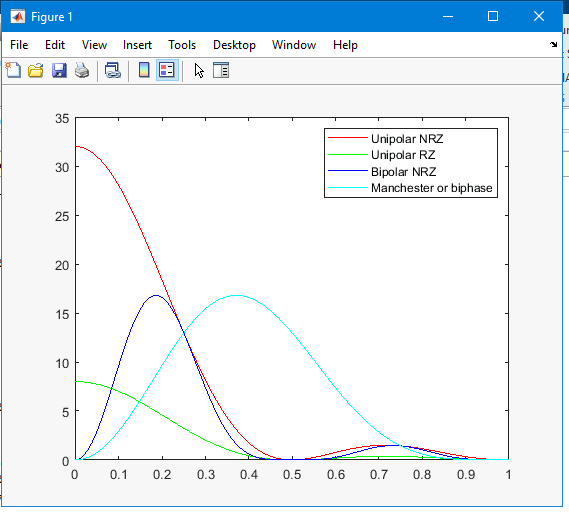 Figure 1
File Edit View Insert Tools Desktop Window Help
Unipolar NRZ
Unipolar RZ
Bipolar NRZ
Manchester or biphase
35
30
25
20
15
10
5
0
0 0.1 0.2 0.3 0.4 0.5 0.6 0.7 0.8 0.9 1